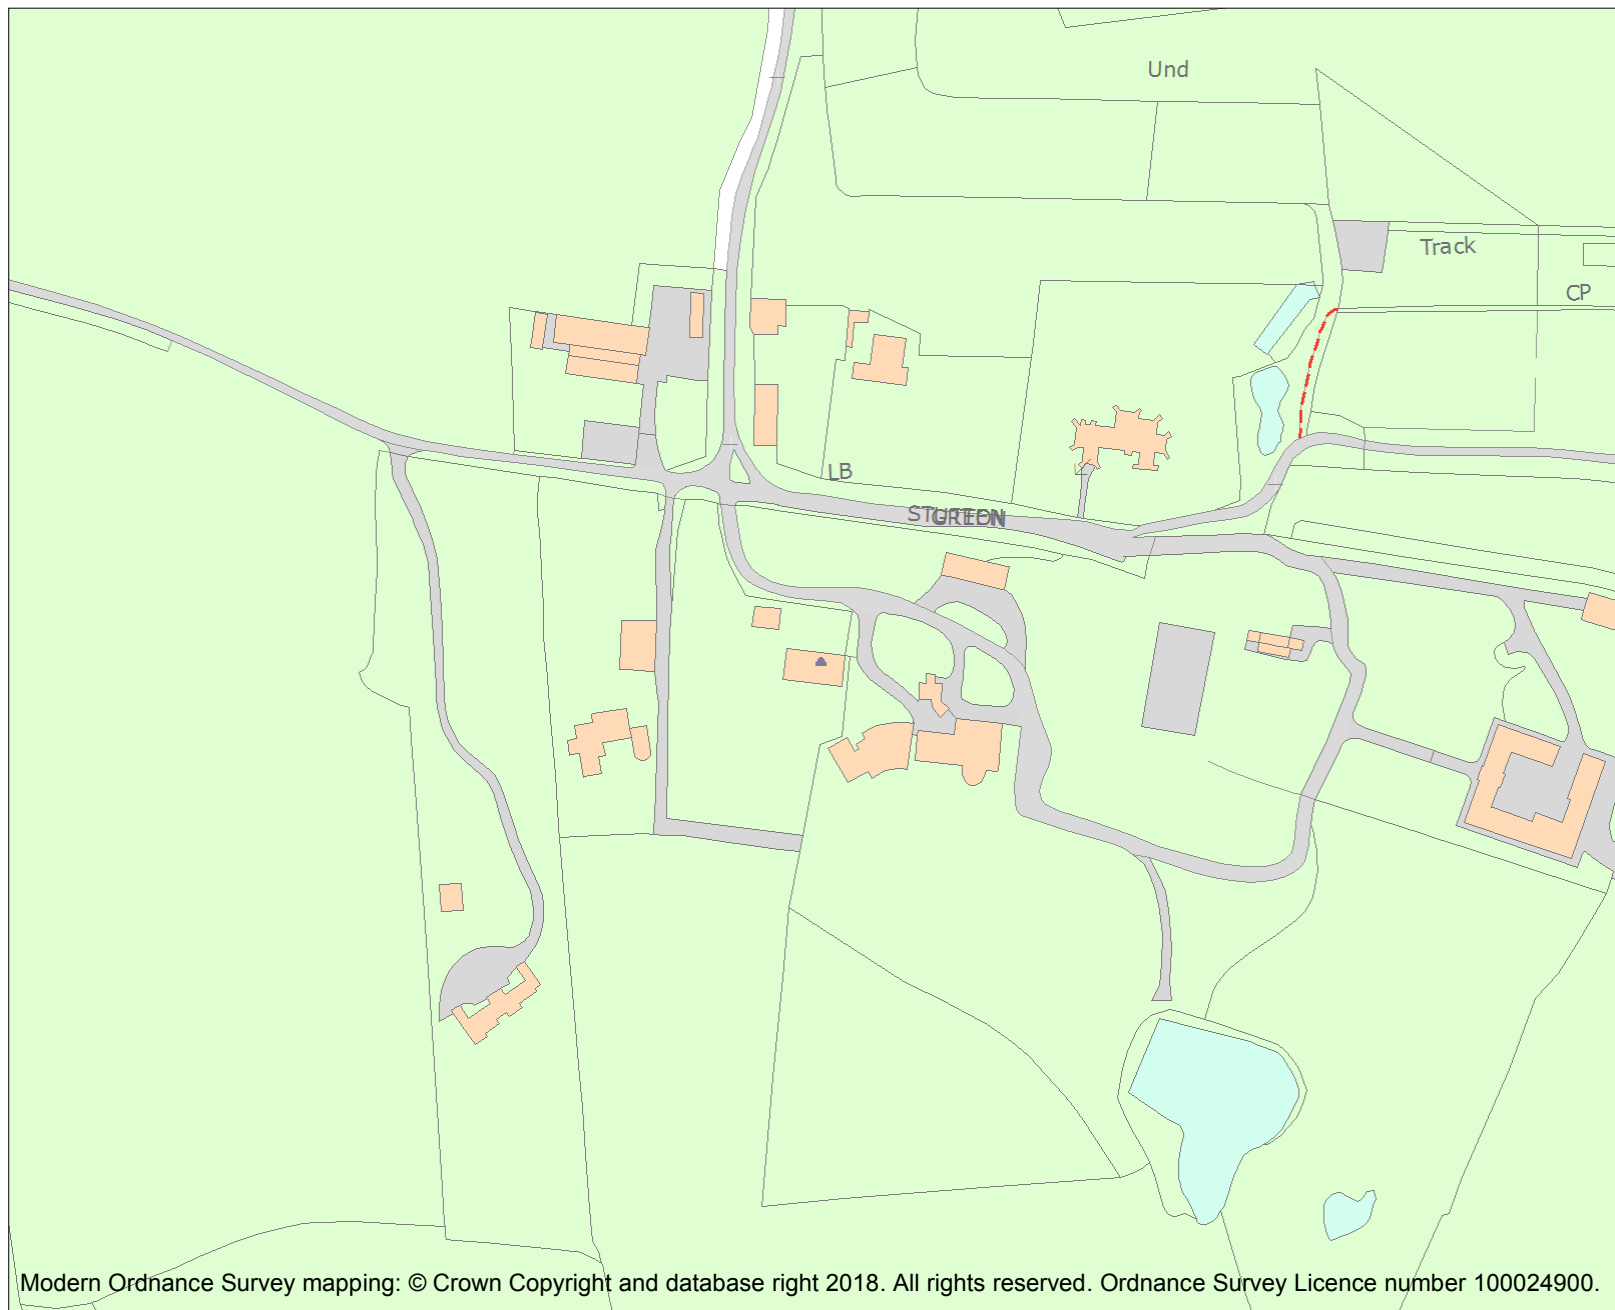 Und
Track
CP
LB
GREEN
Modern Ordnance Survey mapping: © Crown Copyright and database right 2018. All rights reserved. Ordnance Survey Licence number 100024900.